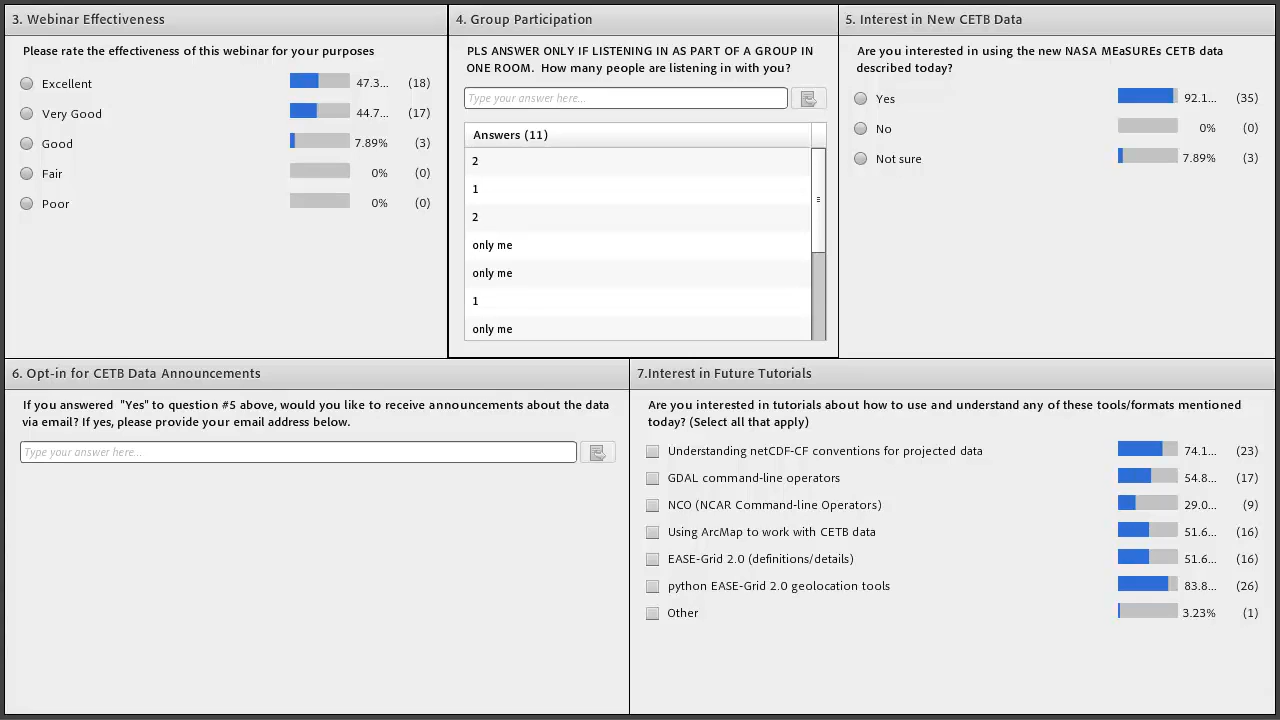 3. Webinar Effectiveness
Please rate the effectiveness of this webinar for your purposes
Excellent 47.3... (18)
Very Good 44.7... (17)
Good 7.89% (3)
Fair 0% (0)
Poor 0% (0)
4. Group Participation
PLS ANSWER ONLY IF LISTENING IN AS PART OF A GROUP IN
ONE ROOM. How many people are listening in with you?
Type your answer here...
Answers (11)
2
1
2
only me
only me
1
only me
5. Interest in New CETB Data
Are you interested in using the new NASA MEaSUREs CETB data
described today?
Yes 92.1... (35)
No 0% (0)
Not sure 7.89% (3)
6. Opt-in for CETB Data Announcements
If you answered "Yes" to question #5 above, would you like to receive announcements about the data
via email? If yes, please provide your email address below.
Type your answer here...
7.Interest in Future Tutorials
Are you interested in tutorials about how to use and understand any of these tools/formats mentioned
today? (Select all that apply)
Understanding netCDF-CF conventions for projected data 74.1... (23)
GDAL command-line operators 54.8... (17)
NCO (NCAR Command-line Operators) 29.0... (9)
Using ArcMap to work with CETB data 51.6... (16)
EASE-Grid 2.0 (definitions/details) 51.6... (16)
python EASE-Grid 2.0 geolocation tools 83.8... (26)
Other 3.23% (1)